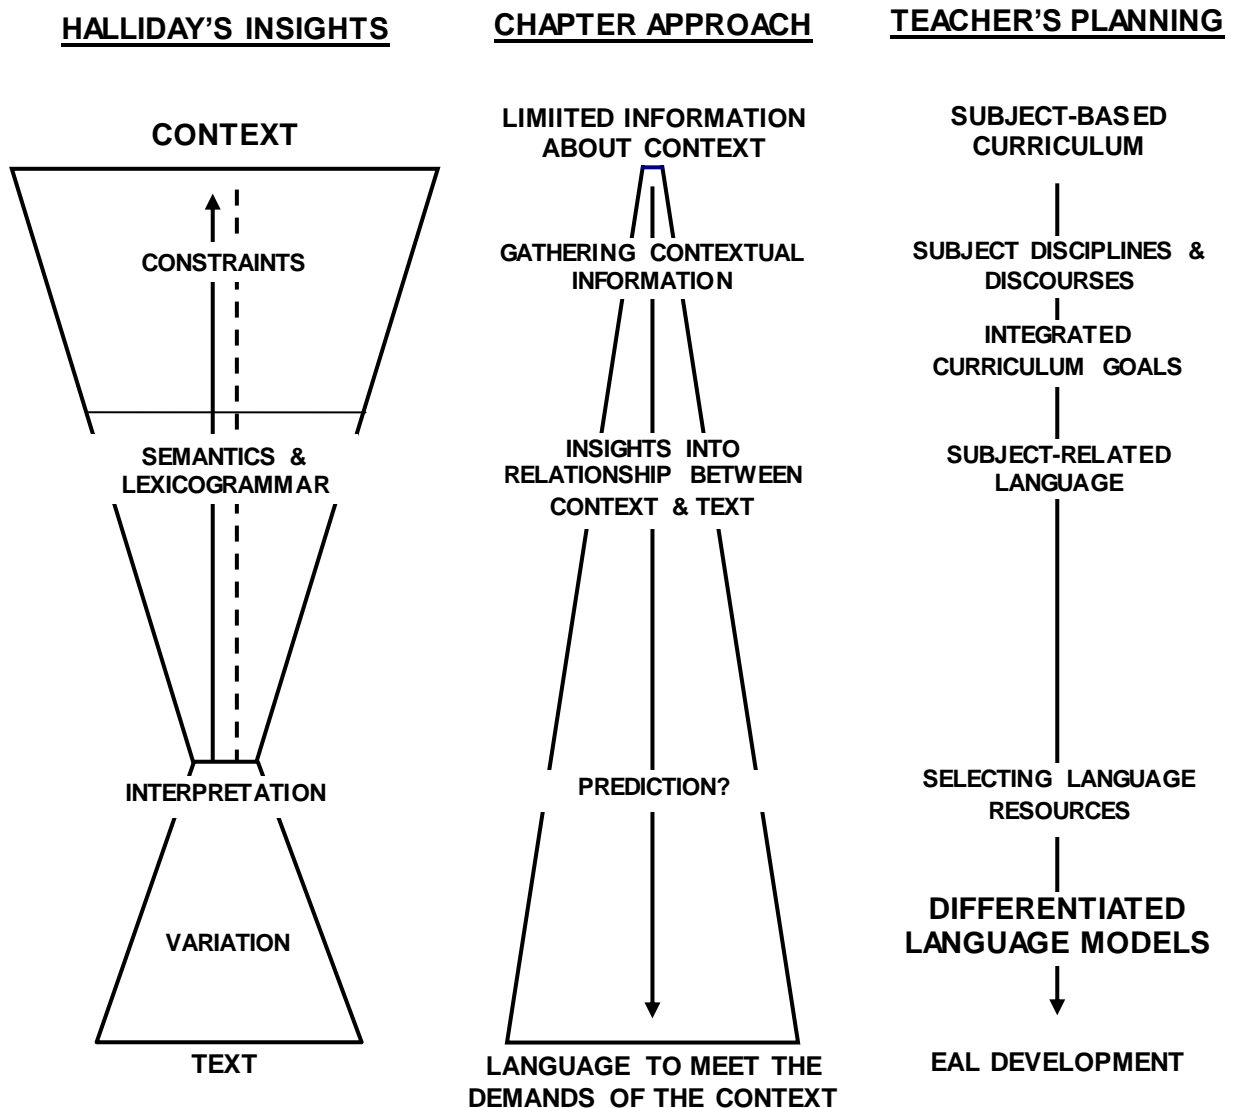 HALLIDAY'S INSIGHTS
CONTEXT
CONSTRAINTS
SEMANTICS &
LEXICOGRAMMAR
INTERPRETATION
VARIATION
TEXT
CHAPTER APPROACH
LIMIITED INFORMATION
ABOUT CONTEXT
GATHERING CONTEXTUAL
INFORMATION
INSIGHTS INTO
RELATIONSHIP BETWEEN
CONTEXT & TEXT
PREDICTION?
LANGUAGE TO MEET THE
DEMANDS OF THE CONTEXT
TEACHER'S PLANNING
SUBJECT-BASED
CURRICULUM
SUBJECT DISCIPLINES &
DISCOURSES
INTEGRATED
CURRICULUM GOALS
SUBJECT-RELATED
LANGUAGE
SELECTING LANGUAGE
RESOURCES
DIFFERENTIATED
LANGUAGE MODELS
EAL DEVELOPMENT